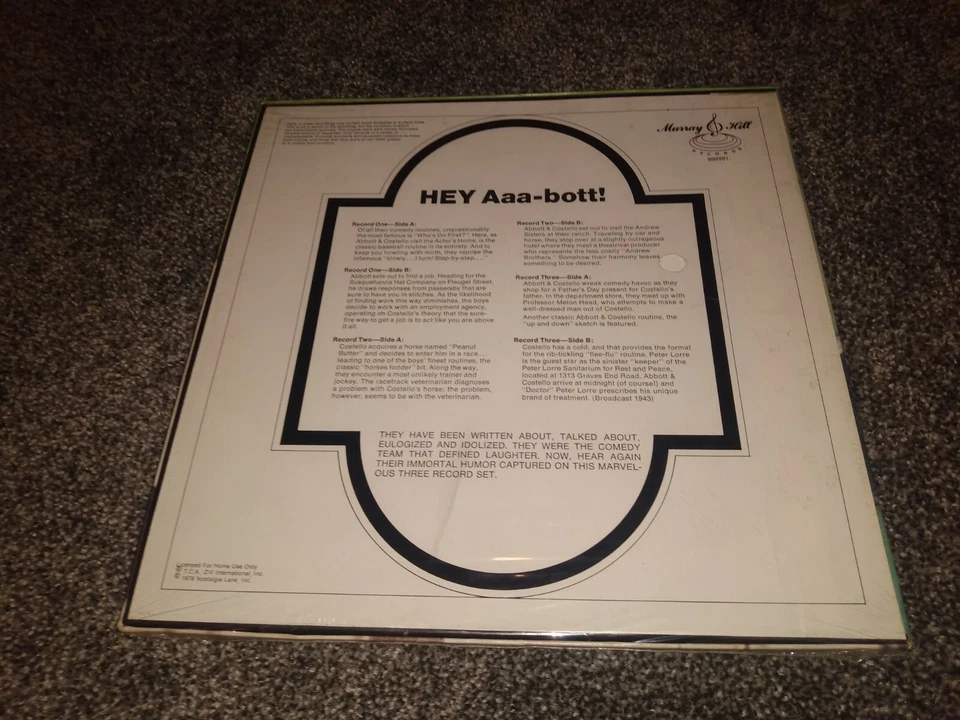 Murray Hill
RECORDS
HEY Aaa-bott!
Record One—Side A:
Of all their comedy routines, unquestionably
the most famous is "Who's On First?". Here, as
Abbott & Costello visit the Actor's Home, is the
classic baseball routine in its entirety. And to
keep you howling with mirth, they reprise the
infamous "slowly... I turn! Step-by-step...."
Record One—Side B:
Abbott sets out to find a job. Heading for the
Susquehanna Hat Company on Fleugel Street,
he draws responses from passersby that are
sure to have you in stitches. As the likelihood
of finding work this way diminishes, the boys
decide to work with an employment agency,
operating on Costello's theory that the sure-
fire way to get a job is to act like you are above
it all.
Record Two—Side A:
Costello acquires a horse named "Peanut
Butter" and decides to enter him in a race...
leading to one of the boys' finest routines, the
classic "horses fodder" bit. Along the way,
they encounter a most unlikely trainer and
jockey. The racetrack veterinarian diagnoses
a problem with Costello's horse; the problem,
however, seems to be with the veterinarian.
Record Two—Side B:
Abbott & Costello set out to visit the Andrew
Sisters at their ranch. Traveling by car and
horse, they stop over at a slightly outrageous
hotel where they meet a theatrical producer
who represents the less costly "Androo
Brothers." Somehow their harmony leaves
something to be desired.
Record Three—Side A:
Abbott & Costello wreak comedy havoc as they
shop for a Father's Day present for Costello's
father. In the department store, they meet up with
Professor Melon Head, who attempts to make a
well-dressed man out of Costello.
Another classic Abbott & Costello routine, the
"up and down" sketch is featured.
Record Three—Side B:
Costello has a cold, and that provides the format
for the rib-tickling "flee-flu" routine. Peter Lorre
is the guest star as the sinister "keeper" of the
Peter Lorre Sanitarium for Rest and Peace,
located at 1313 Graves End Road. Abbott &
Costello arrive at midnight (of course!) and
"Doctor" Peter Lorre prescribes his unique
brand of treatment. (Broadcast 1943)
THEY HAVE BEEN WRITTEN ABOUT, TALKED ABOUT,
EULOGIZED AND IDOLIZED. THEY WERE THE COMEDY
TEAM THAT DEFINED LAUGHTER. NOW, HEAR AGAIN
THEIR IMMORTAL HUMOR CAPTURED ON THIS MARVEL-
OUS THREE RECORD SET.
Licensed For Home Use Only
© T.C.A. Ziv International, Inc.
© 1979 Nostalgia Lane, Inc.